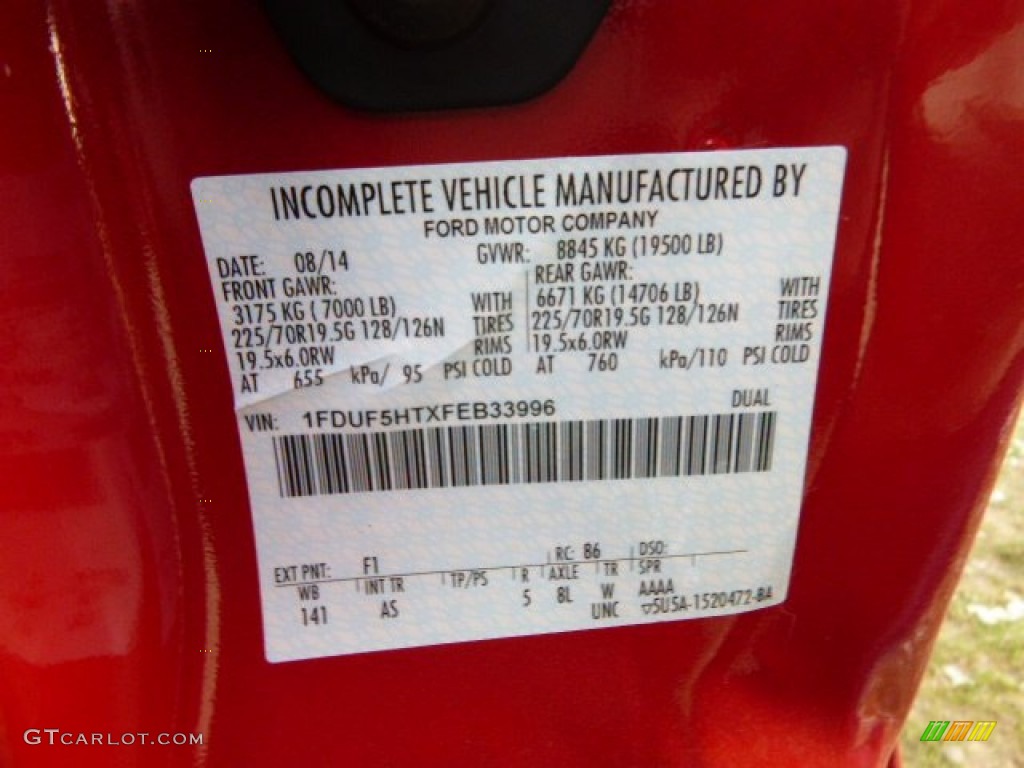 INCOMPLETE VEHICLE MANUFACTURED BY
FORD MOTOR COMPANY
DATE: 08/14 GVWR: 8845 KG (19500 LB)
FRONT GAWR: REAR GAWR:
3175 KG ( 7000 LB) WITH 6671 KG (14706 LB) WITH
225/70R19.5G 128/126N TIRES 225/70R19.5G 128/126N TIRES
19.5x6.0RW RIMS 19.5x6.0RW RIMS
AT 655 kPa/ 95 PSI COLD AT 760 kPa/110 PSI COLD
VIN: 1FDUF5HTXFEB33996 DUAL
EXT PNT: F1 RC: B6 DSO:
WB INT TR TP/PS R AXLE TR SPR
141 AS 5 8L W AAAA
UNC ▽5U5A-1520472-BA
GTCARLOT.COM